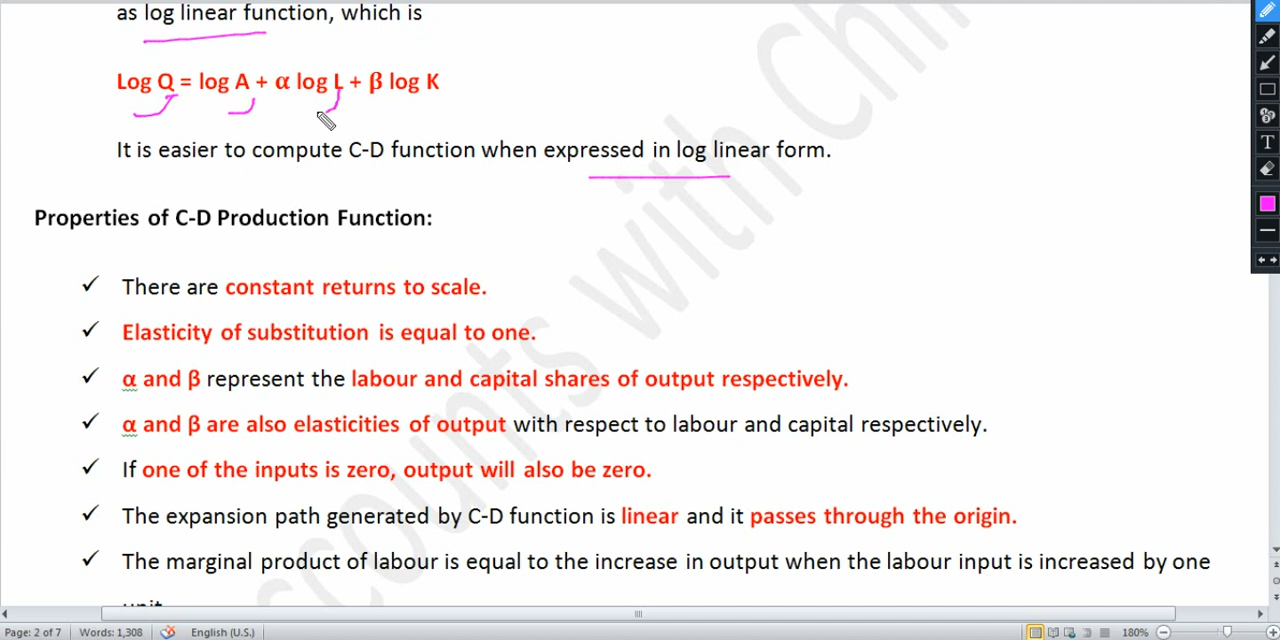 as log linear function, which is
Log Q = log A + α log L + β log K
It is easier to compute C-D function when expressed in log linear form.
Properties of C-D Production Function:
✓ There are constant returns to scale.
✓ Elasticity of substitution is equal to one.
✓ α and β represent the labour and capital shares of output respectively.
✓ α and β are also elasticities of output with respect to labour and capital respectively.
✓ If one of the inputs is zero, output will also be zero.
✓ The expansion path generated by C-D function is linear and it passes through the origin.
✓ The marginal product of labour is equal to the increase in output when the labour input is increased by one
unit
Page: 2 of 7 Words: 1,308 English (U.S.) 180%